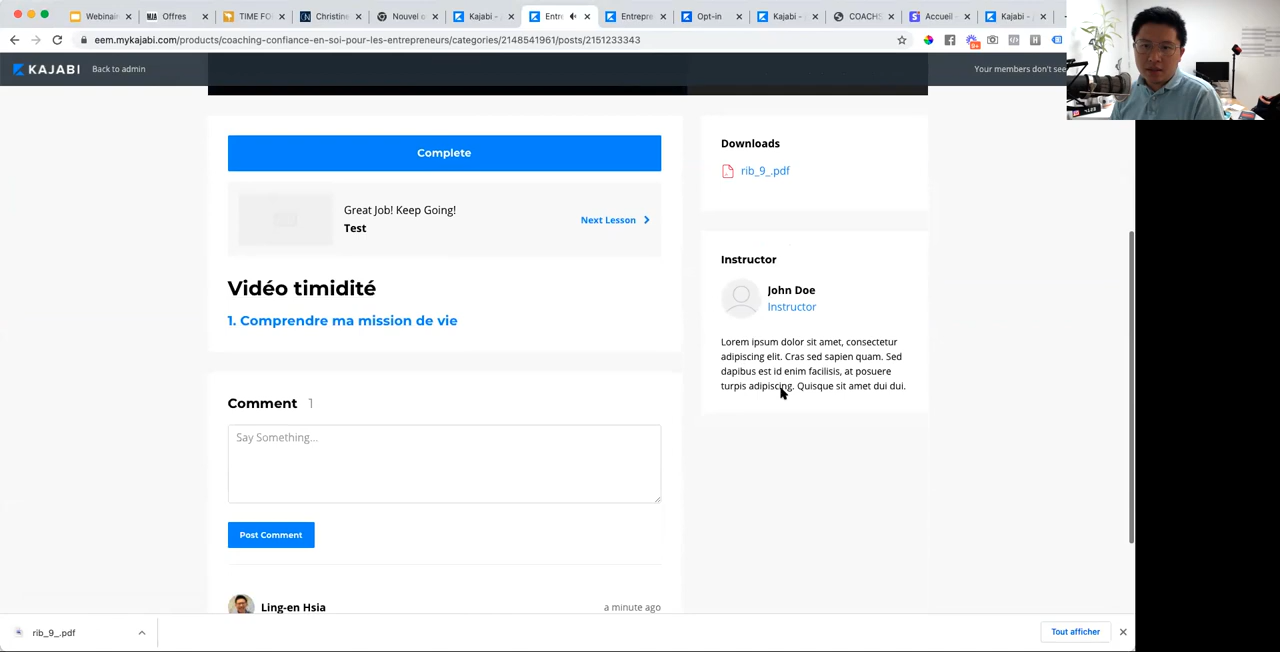 Webinai
Offres
TIME FO
Christine
Nouvel o
Kajabi -
Entre
Entrepre
Opt-in
Kajabi -
COACHS
Accueil
Kajabi -
eem.mykajabi.com/products/coaching-confiance-en-soi-pour-les-entrepreneurs/categories/2148541961/posts/2151233343
KAJABI
Back to admin
Your members don't see
Complete
Great Job! Keep Going!
Test
Next Lesson
Vidéo timidité
1. Comprendre ma mission de vie
Comment 1
Say Something...
Post Comment
Ling-en Hsia
a minute ago
Downloads
rib_9_.pdf
Instructor
John Doe
Instructor
Lorem ipsum dolor sit amet, consectetur
adipiscing elit. Cras sed sapien quam. Sed
dapibus est id enim facilisis, at posuere
turpis adipiscing. Quisque sit amet dui dui.
rib_9_.pdf
Tout afficher